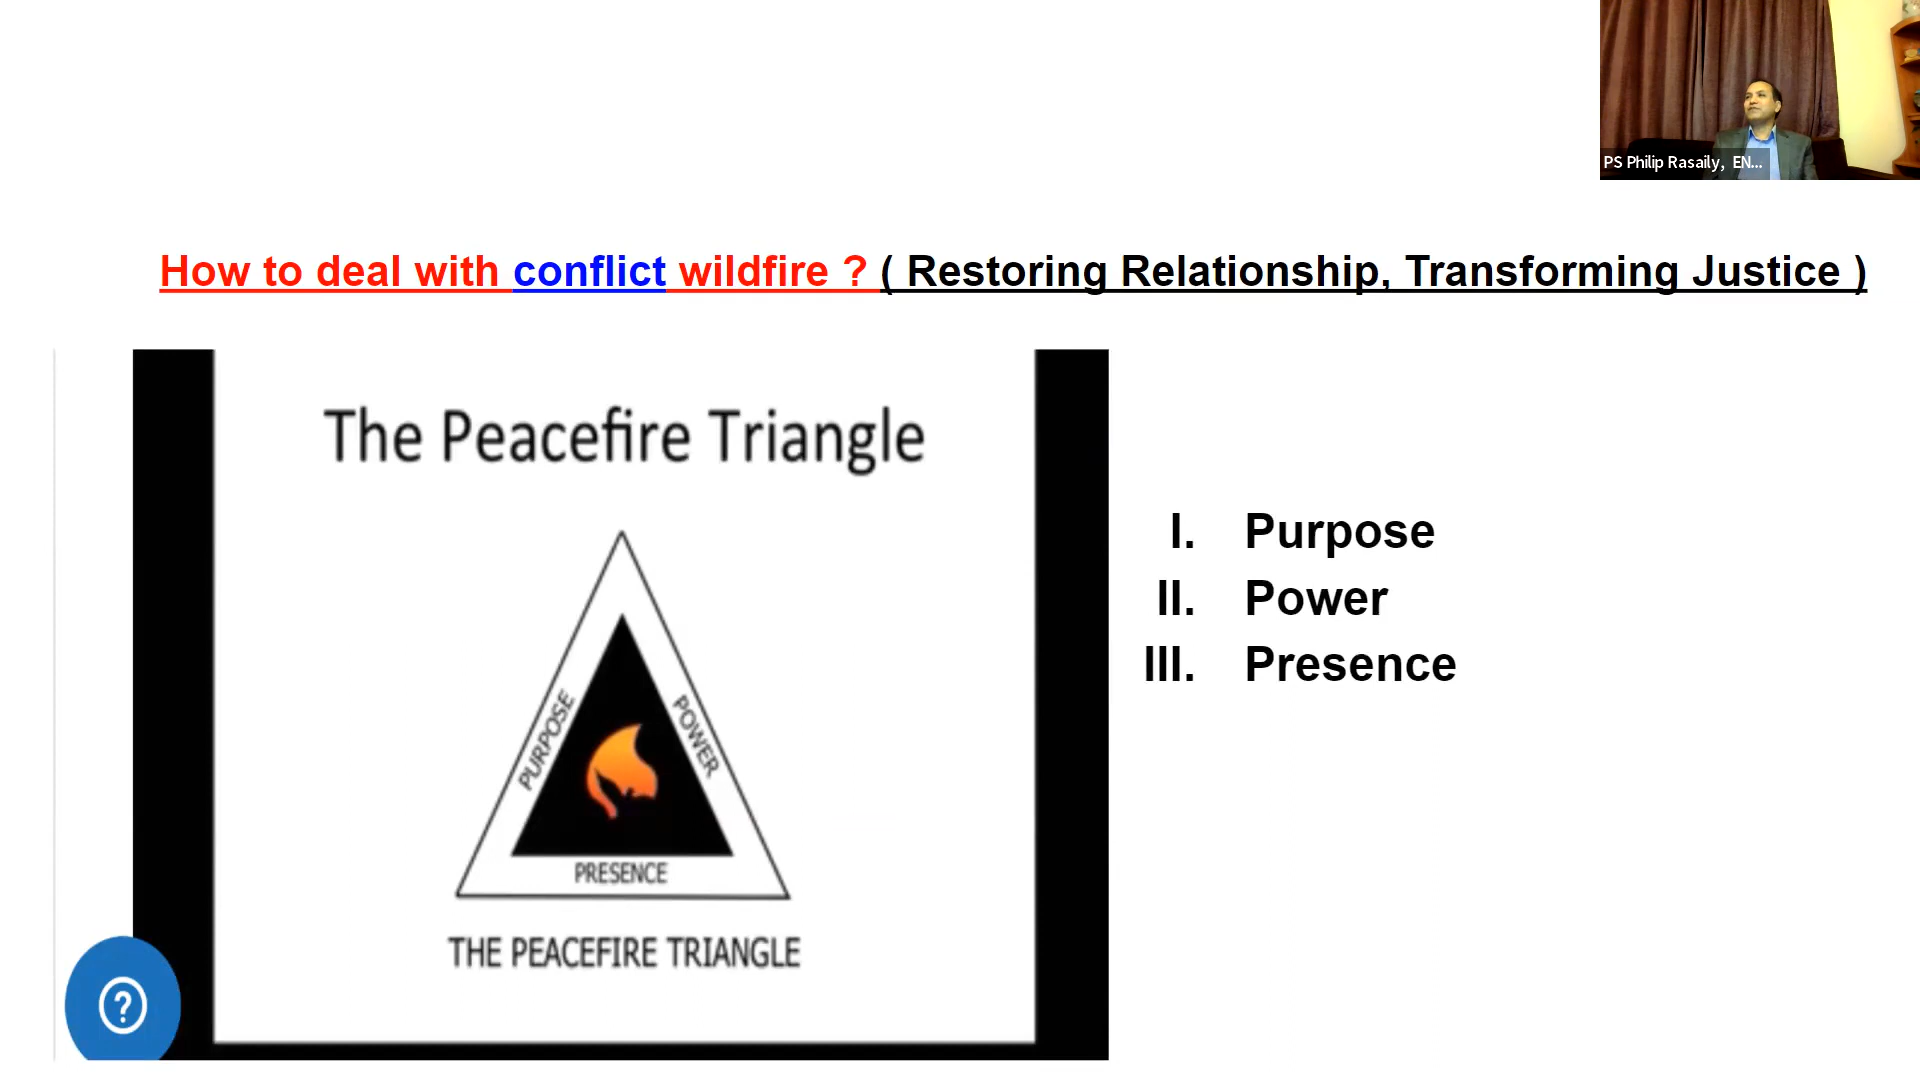 PS Philip Rasaily, EN...
How to deal with conflict wildfire ? ( Restoring Relationship, Transforming Justice )
The Peacefire Triangle
PURPOSE
POWER
PRESENCE
THE PEACEFIRE TRIANGLE
?
I. Purpose
II. Power
III. Presence